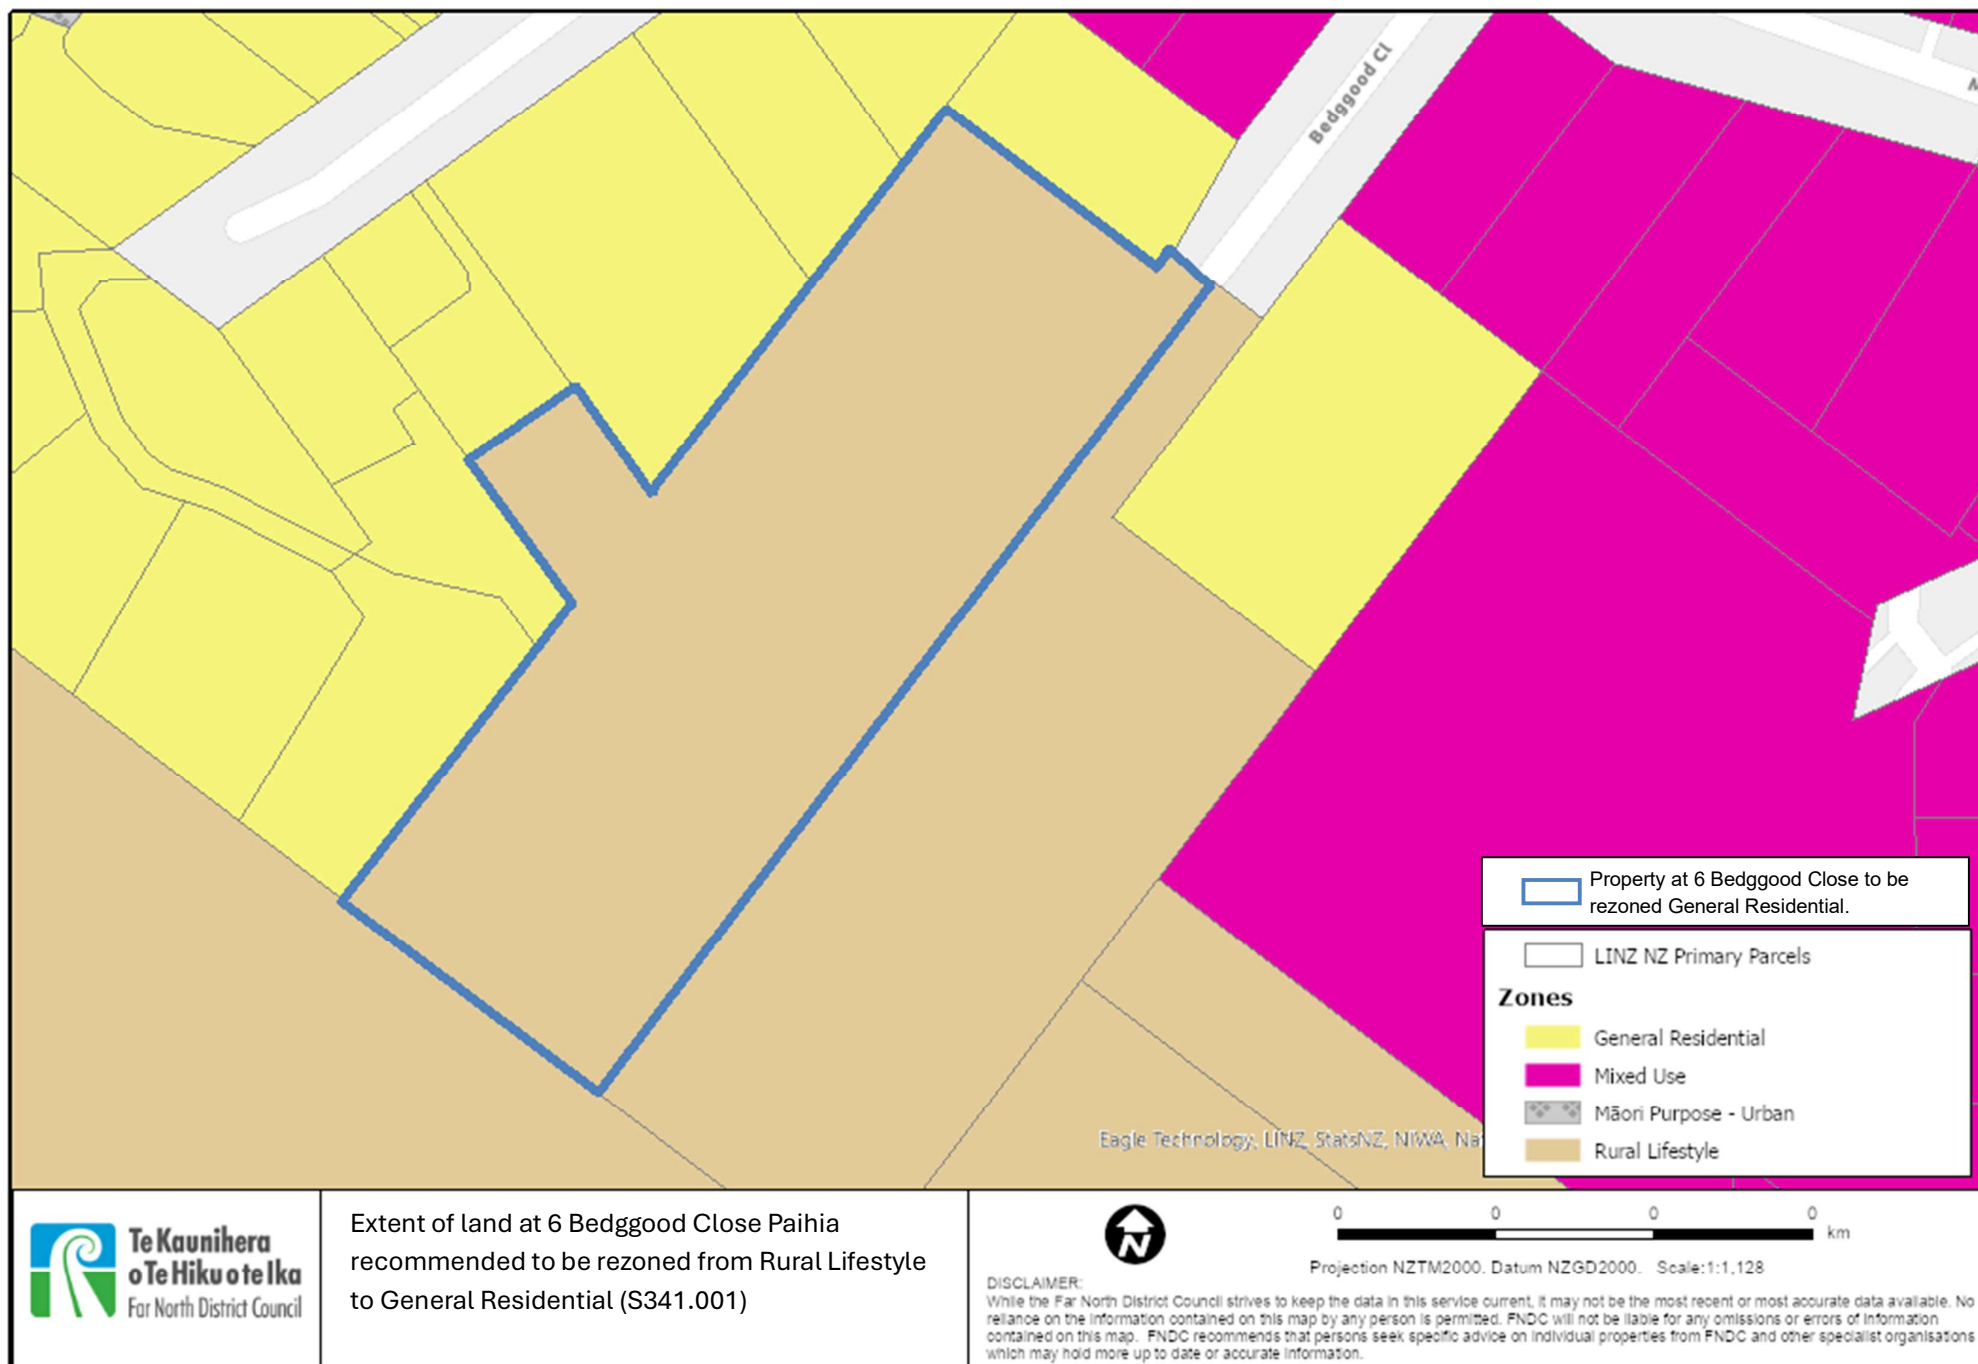 Bedggood Cl
M
Property at 6 Bedggood Close to be
rezoned General Residential.
LINZ NZ Primary Parcels
Zones
General Residential
Mixed Use
Māori Purpose - Urban
Rural Lifestyle
Eagle Technology, LINZ, StatsNZ, NIWA, Na
Te Kaunihera
o Te Hiku o te Ika
Far North District Council
Extent of land at 6 Bedggood Close Paihia
recommended to be rezoned from Rural Lifestyle
to General Residential (S341.001)
N
0 0 0 0
km
Projection NZTM2000. Datum NZGD2000. Scale:1:1,128
DISCLAIMER:
While the Far North District Council strives to keep the data in this service current, it may not be the most recent or most accurate data available. No
reliance on the information contained on this map by any person is permitted. FNDC will not be liable for any omissions or errors of information
contained on this map. FNDC recommends that persons seek specific advice on individual properties from FNDC and other specialist organisations
which may hold more up to date or accurate information.